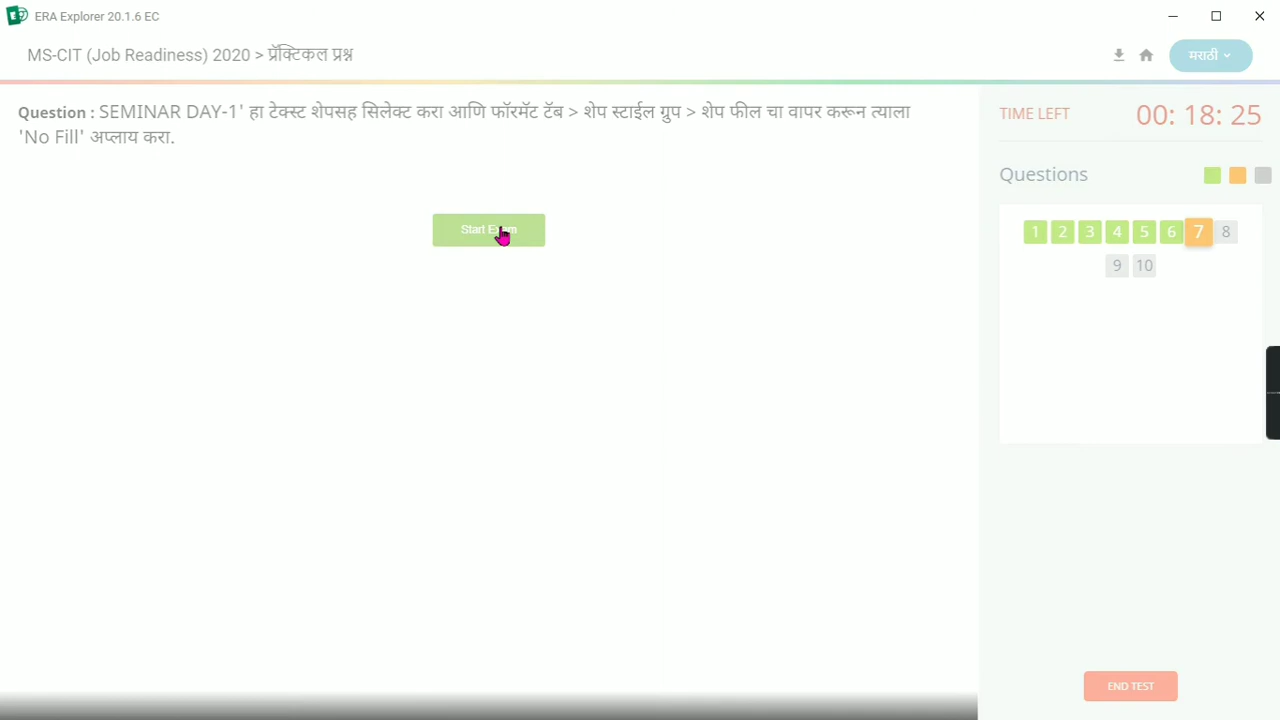 ERA Explorer 20.1.6 EC
MS-CIT (Job Readiness) 2020 > प्रॅक्टिकल प्रश्न
मराठी
Question : SEMINAR DAY-1' हा टेक्स्ट शेपसह सिलेक्ट करा आणि फॉरमॅट टॅब > शेप स्टाईल ग्रुप > शेप फील चा वापर करून त्याला
'No Fill' अप्लाय करा.
TIME LEFT
00: 18: 25
Questions
Start Exam
1 2 3 4 5 6 7 8
9 10
END TEST